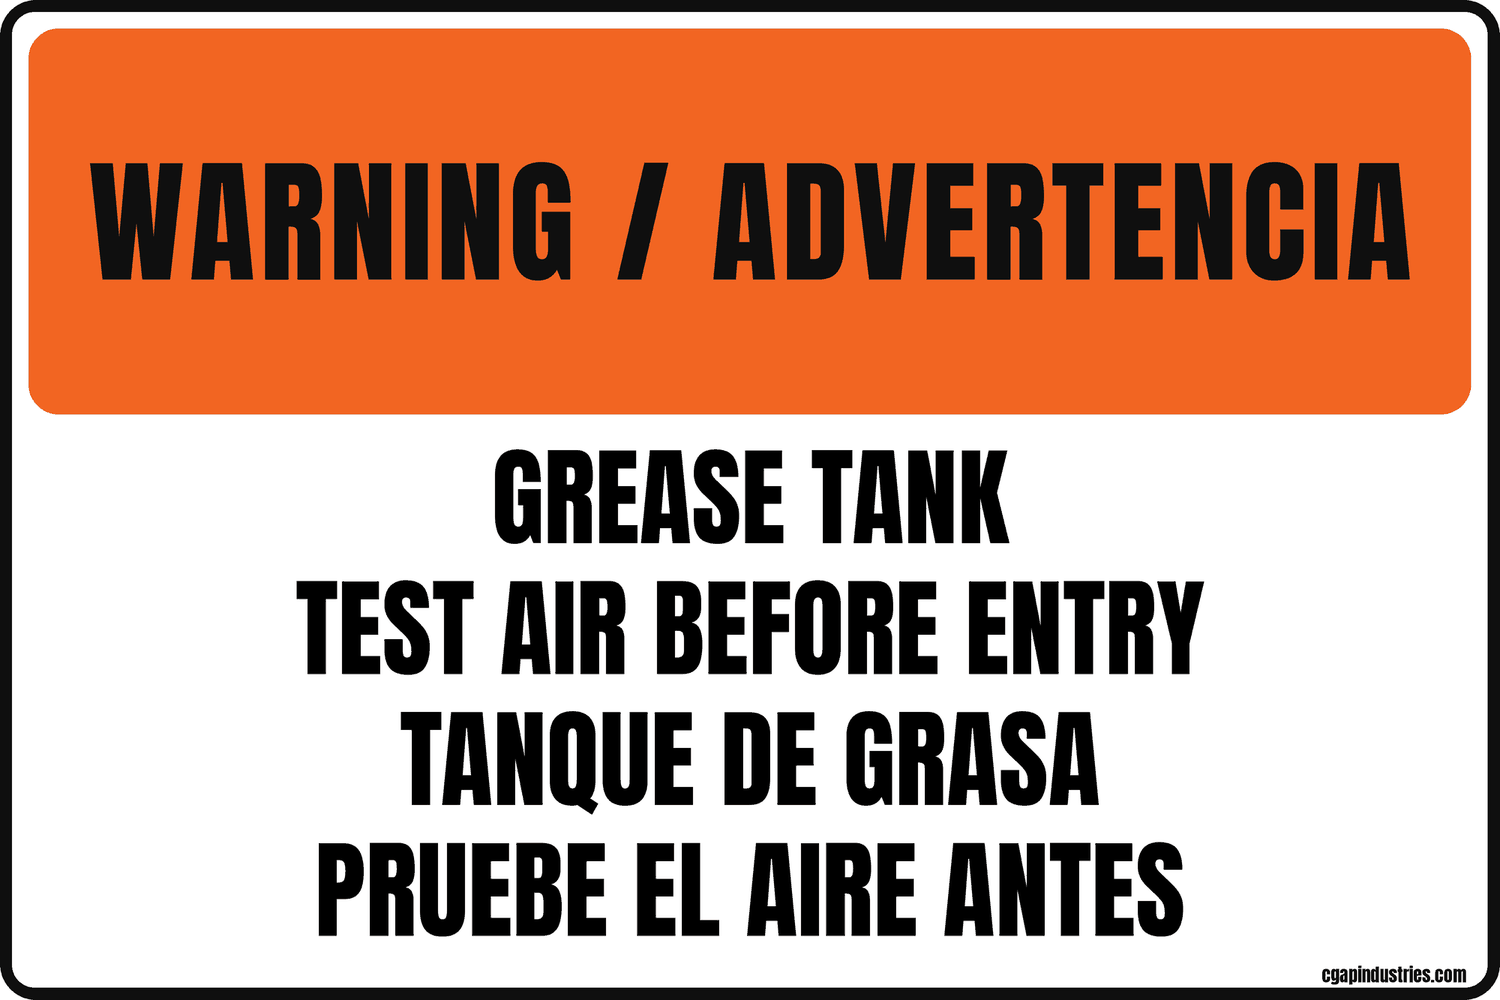 WARNING / ADVERTENCIA
GREASE TANK
TEST AIR BEFORE ENTRY
TANQUE DE GRASA
PRUEBE EL AIRE ANTES
cgapindustries.com